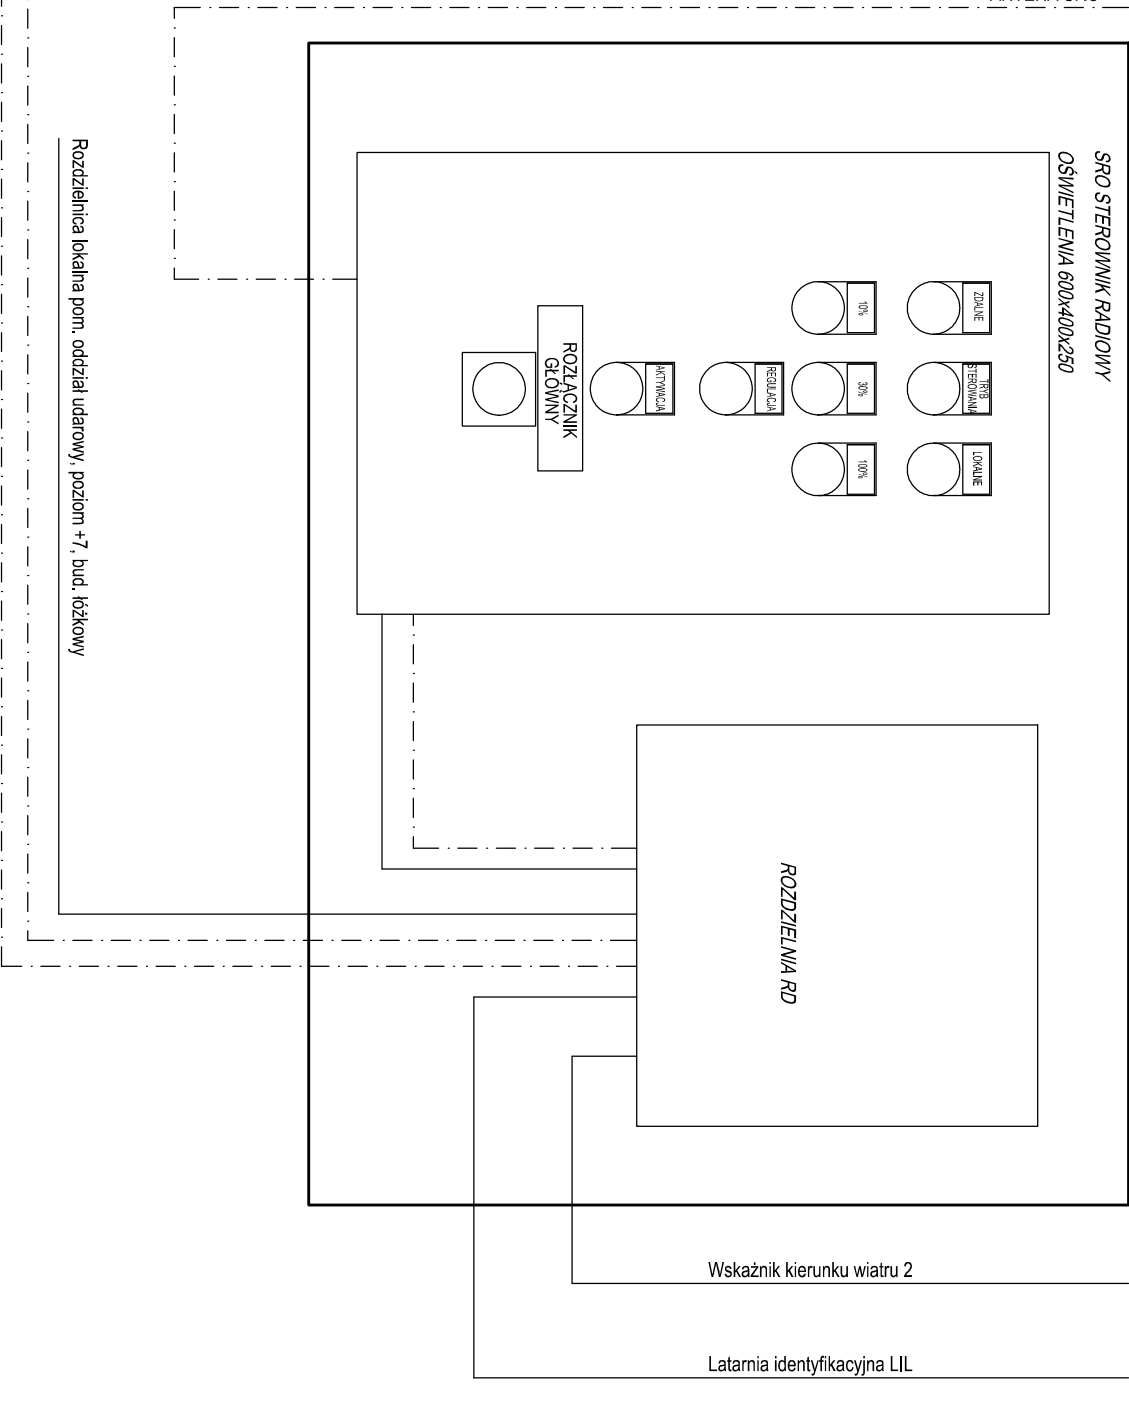 SRO STEROWNIK RADIOWY
OŚWIETLENIA 600x400x250
ZDALNE
TRYB
STEROWANIA
LOKALNE
10%
30%
100%
REGULACJA
AKTYWACJA
ROZŁĄCZNIK
GŁÓWNY
ROZDZIELNIA RD
Rozdzielnica lokalna pom. oddział udarowy, poziom +7, bud. łóżkowy
Wskaźnik kierunku wiatru 2
Latarnia identyfikacyjna LIL